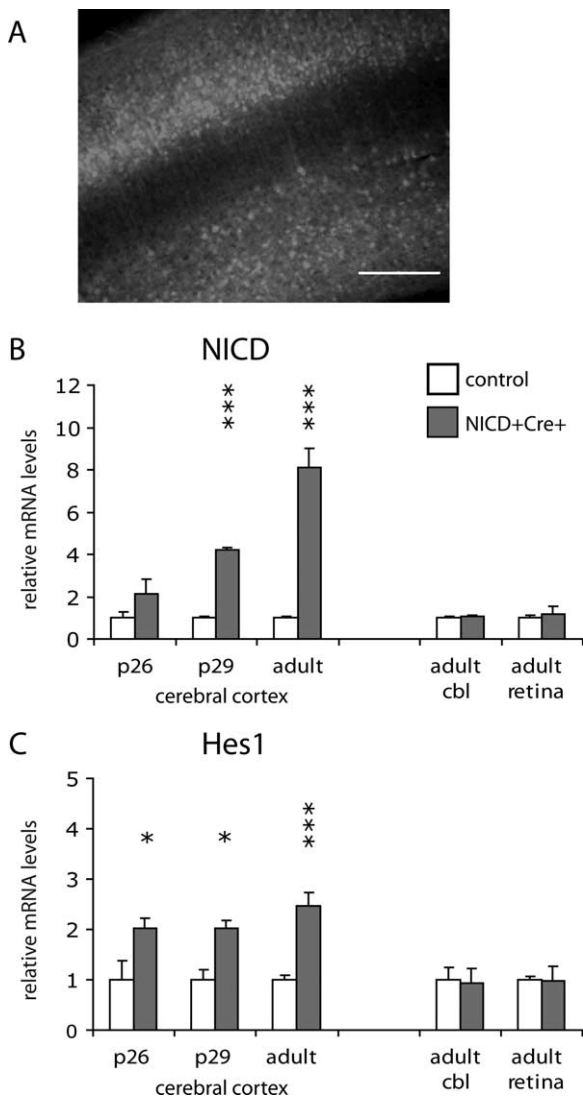 A
B
NICD
control
NICD+Cre+
relative mRNA levels
12
10
8
6
4
2
0
***
***
p26 p29 adult adult cbl adult retina
cerebral cortex
C
Hes1
relative mRNA levels
5
4
3
2
1
0
*
*
***
p26 p29 adult adult cbl adult retina
cerebral cortex